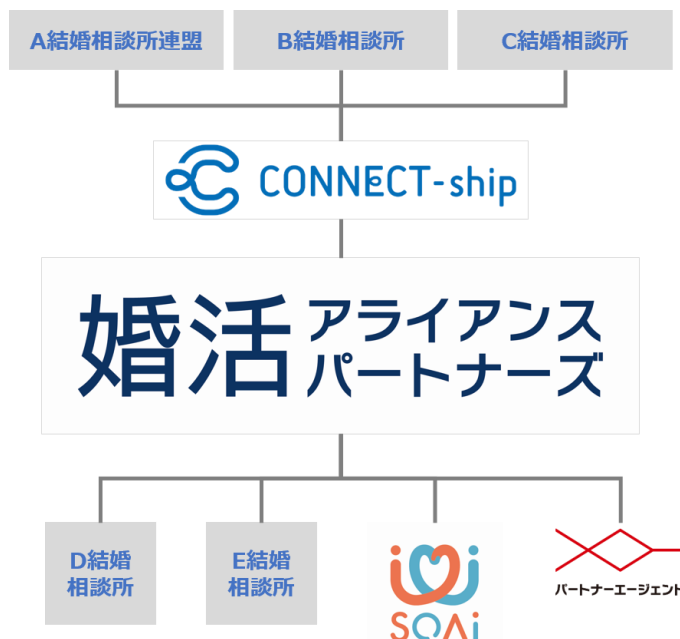 A結婚相談所連盟
B結婚相談所
C結婚相談所
CONNECT-ship
婚活アライアンス
パートナーズ
D結婚
相談所
E結婚
相談所
SOAi
パートナーエージェント